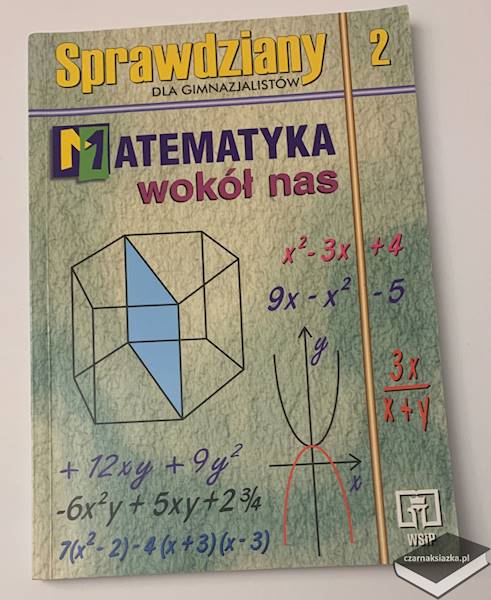 Sprawdziany 2
DLA GIMNAZJALISTÓW
MATEMATYKA
wokół nas
x² - 3x + 4
9x - x² - 5
y
3x
x+y
x
+ 12xy + 9y²
-6x²y + 5xy + 2 3/4
7(x² - 2) - 4(x + 3)(x - 3)
WSiP
czarnaksiazka.pl